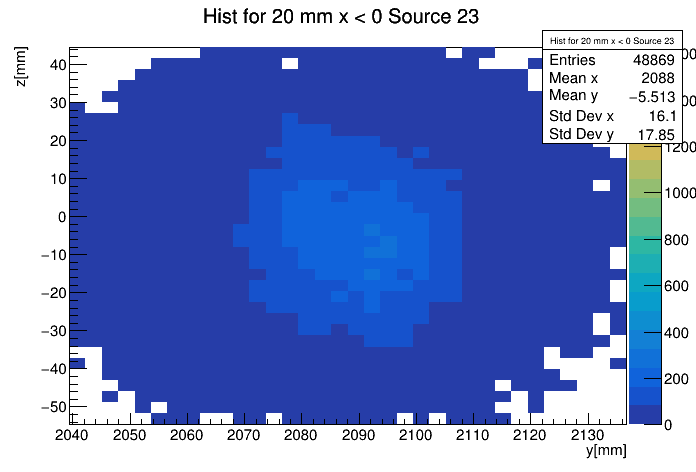 Hist for 20 mm x < 0 Source 23
Hist for 20 mm x < 0 Source 23
Entries 48869
Mean x 2088
Mean y −5.513
Std Dev x 16.1
Std Dev y 17.85
z[mm]
40
30
20
10
0
−10
−20
−30
−40
−50
2040 2050 2060 2070 2080 2090 2100 2110 2120 2130
y[mm]
1200
1000
800
600
400
200
0